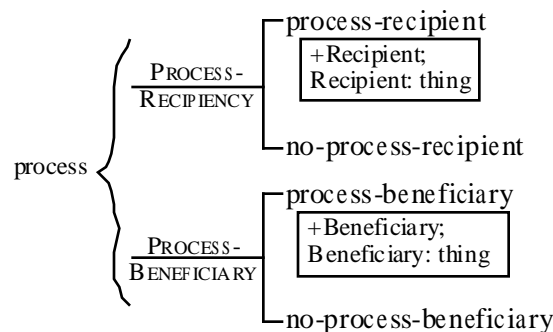 process
PROCESS-
RECIPIENCY
process-recipient
+Recipient;
Recipient: thing
no-process-recipient
PROCESS-
BENEFICIARY
process-beneficiary
+Beneficiary;
Beneficiary: thing
no-process-beneficiary